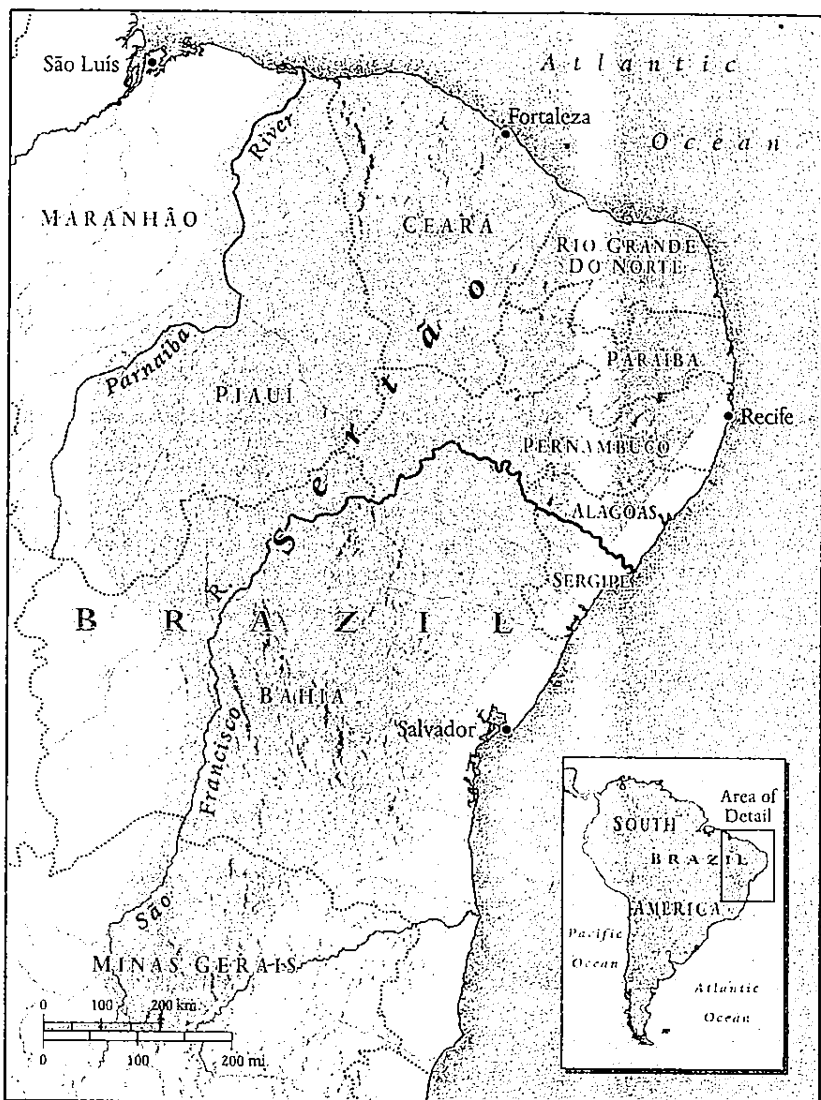 São Luís
Atlantic
Ocean
Fortaleza
River
MARANHÃO
CEARÁ
RIO GRANDE
DO NORTE
Sertão
PARAIBA
Parnaiba
PIAUÍ
Recife
PERNAMBUCO
ALAGOAS
SERGIPE
BRAZIL
BAHIA
Salvador
São Francisco R.
MINAS GERAIS
0 100 200 km
0 100 200 mi.
Area of
Detail
SOUTH
BRAZIL
AMERICA
Pacific
Ocean
Atlantic
Ocean